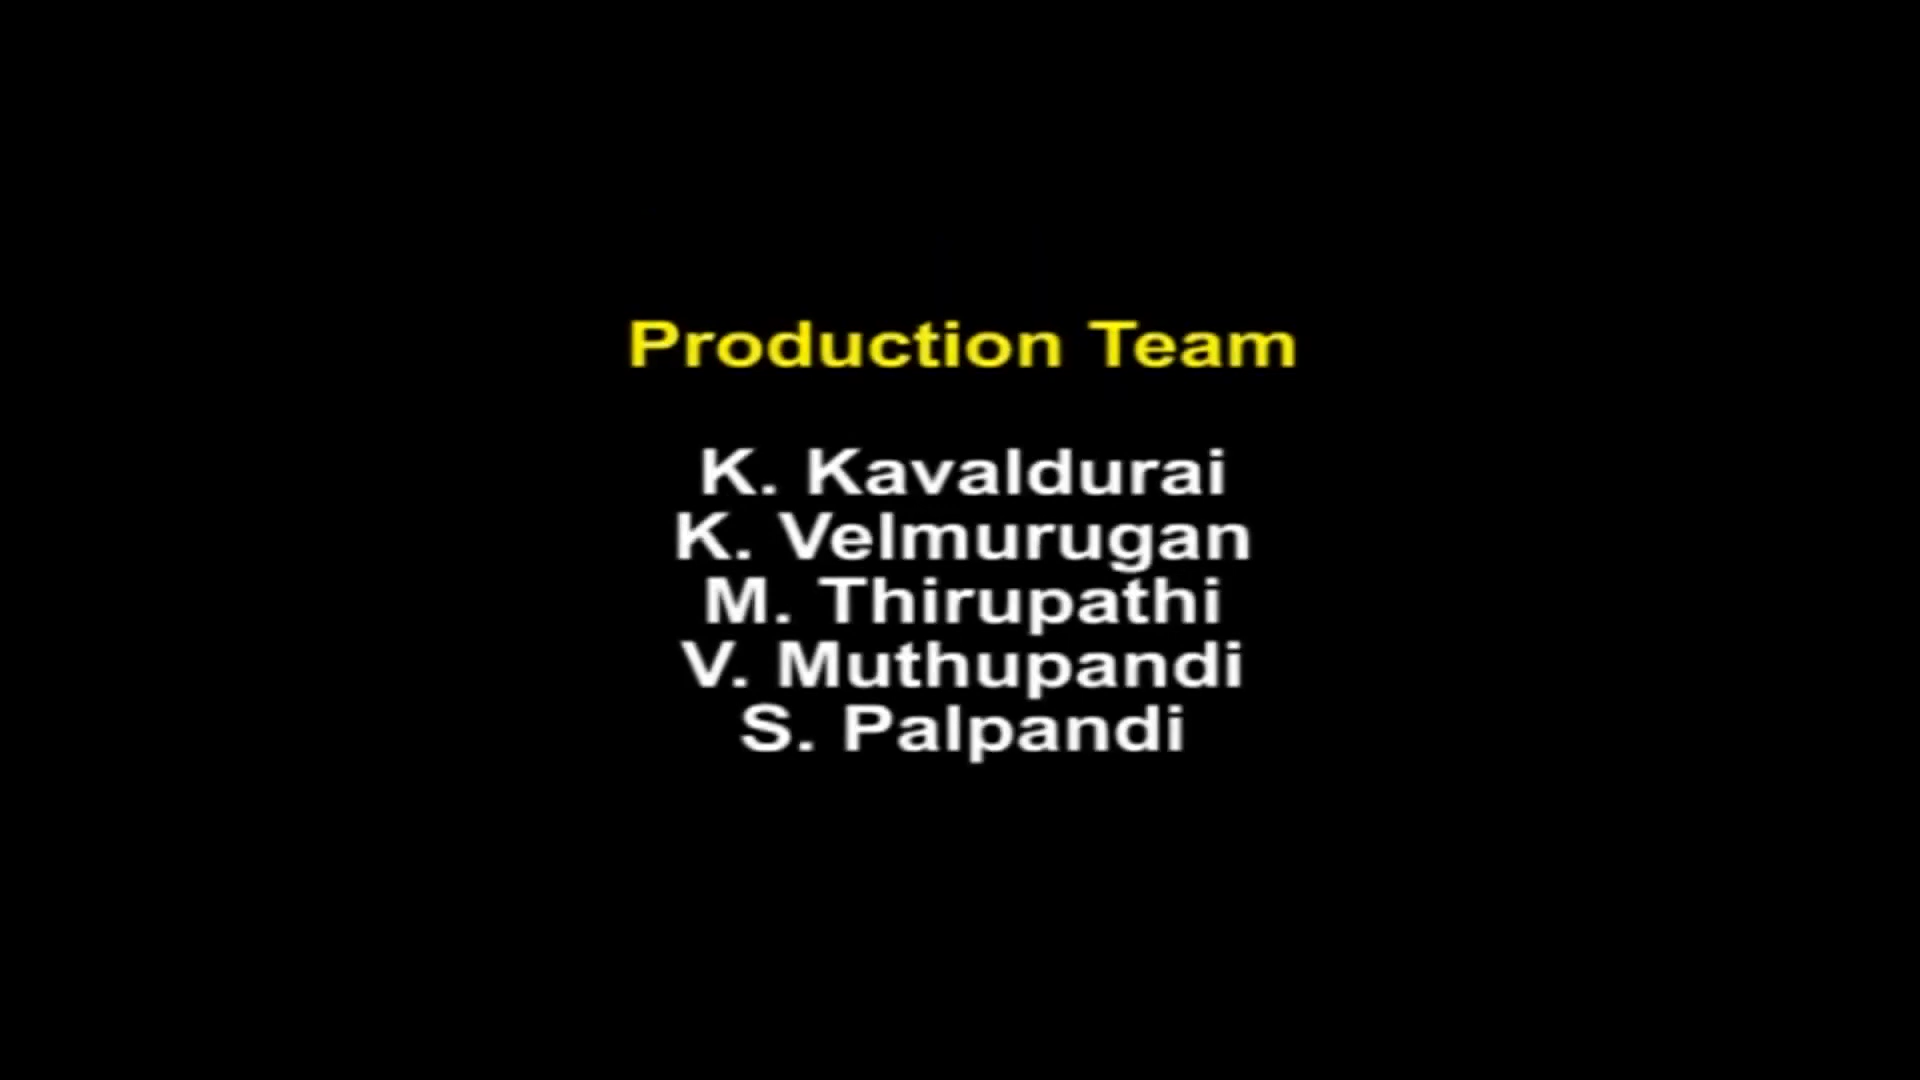 Production Team
K. Kavaldurai
K. Velmurugan
M. Thirupathi
V. Muthupandi
S. Palpandi